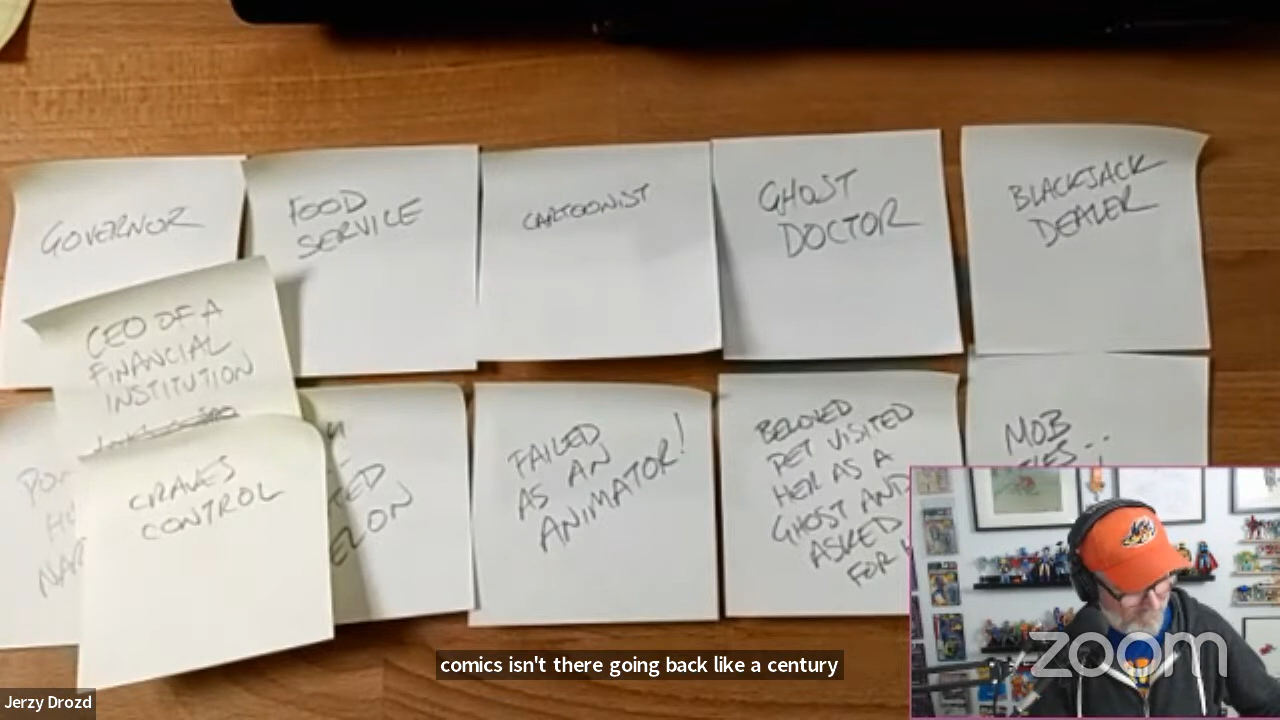 GOVERNOR
FOOD
SERVICE
CARTOONIST
GHOST
DOCTOR
BLACKJACK
DEALER
CEO OF A
FINANCIAL
INSTITUTION
CRAVES
CONTROL
FAILED
AS AN
ANIMATOR!
BELOVED
PET VISITED
HER AS A
GHOST AND
ASKED
FOR
MOB
zoom
comics isn't there going back like a century
Jerzy Drozd